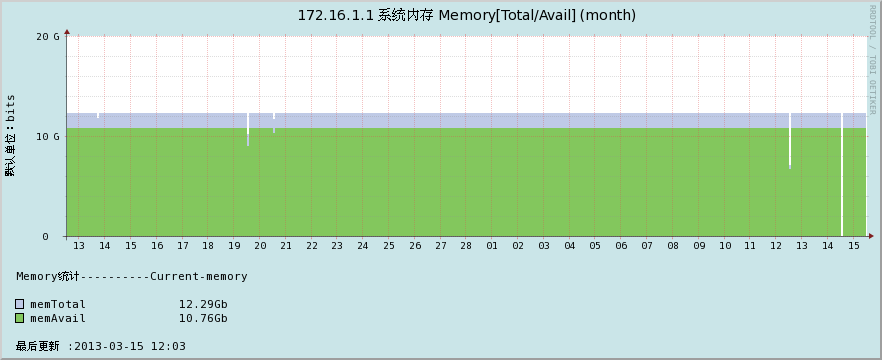 172.16.1.1 系统内存 Memory[Total/Avail] (month)
RRDTOOL / TOBI OETIKER
默认单位：bits
20 G
10 G
0
13 14 15 16 17 18 19 20 21 22 23 24 25 26 27 28 01 02 03 04 05 06 07 08 09 10 11 12 13 14 15
Memory统计----------Current-memory
memTotal 12.29Gb
memAvail 10.76Gb
最后更新 :2013-03-15 12:03